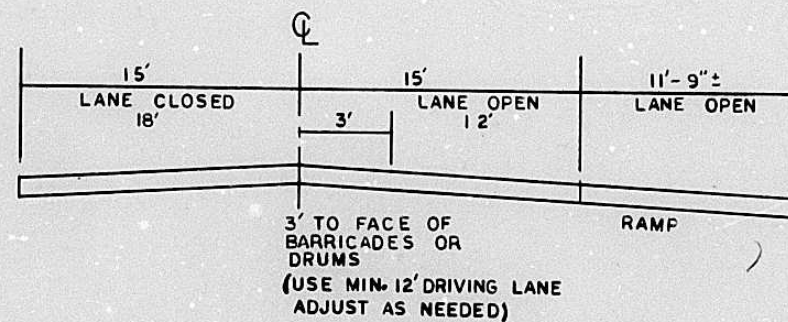 ℄
15' 15' 11'-9"±
LANE CLOSED LANE OPEN LANE OPEN
18' 3' 12'
3' TO FACE OF
BARRICADES OR
DRUMS
(USE MIN. 12' DRIVING LANE
ADJUST AS NEEDED)
RAMP